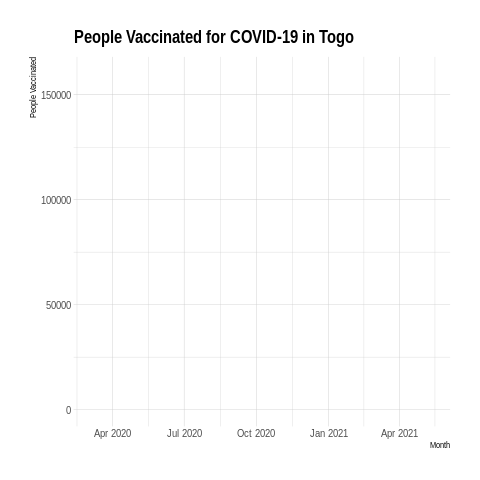 People Vaccinated for COVID-19 in Togo
People Vaccinated
150000
100000
50000
0
Apr 2020
Jul 2020
Oct 2020
Jan 2021
Apr 2021
Month